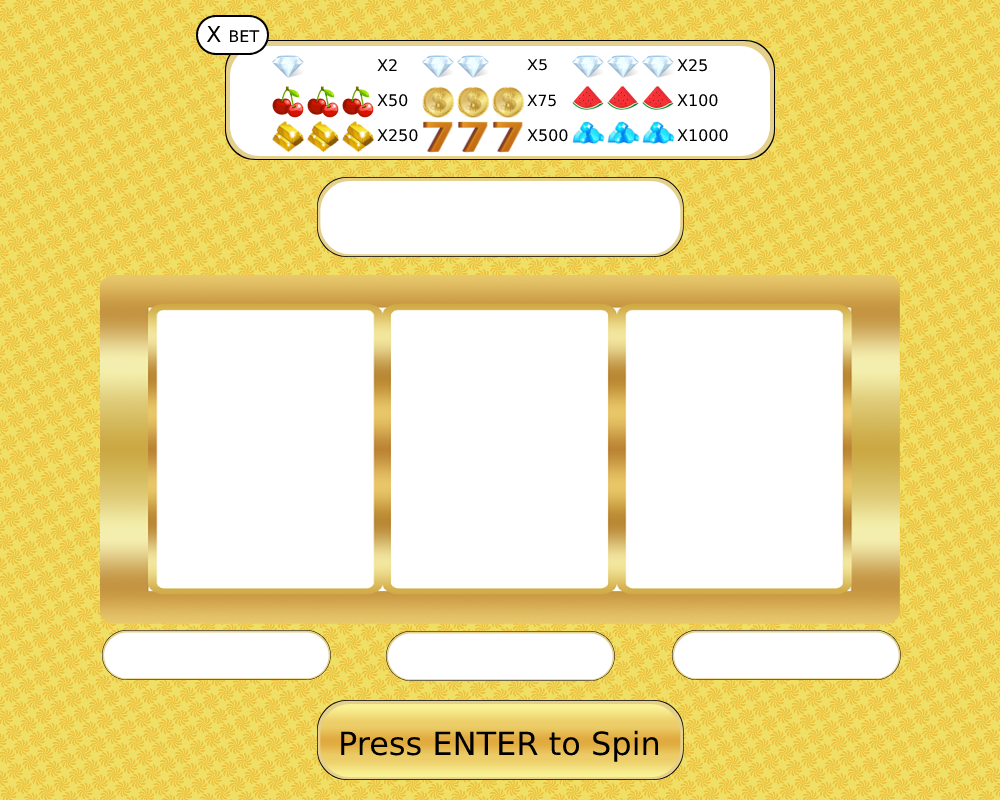 X BET
X2 X5 X25
X50 X75 X100
X250 777 X500 X1000
Press ENTER to Spin